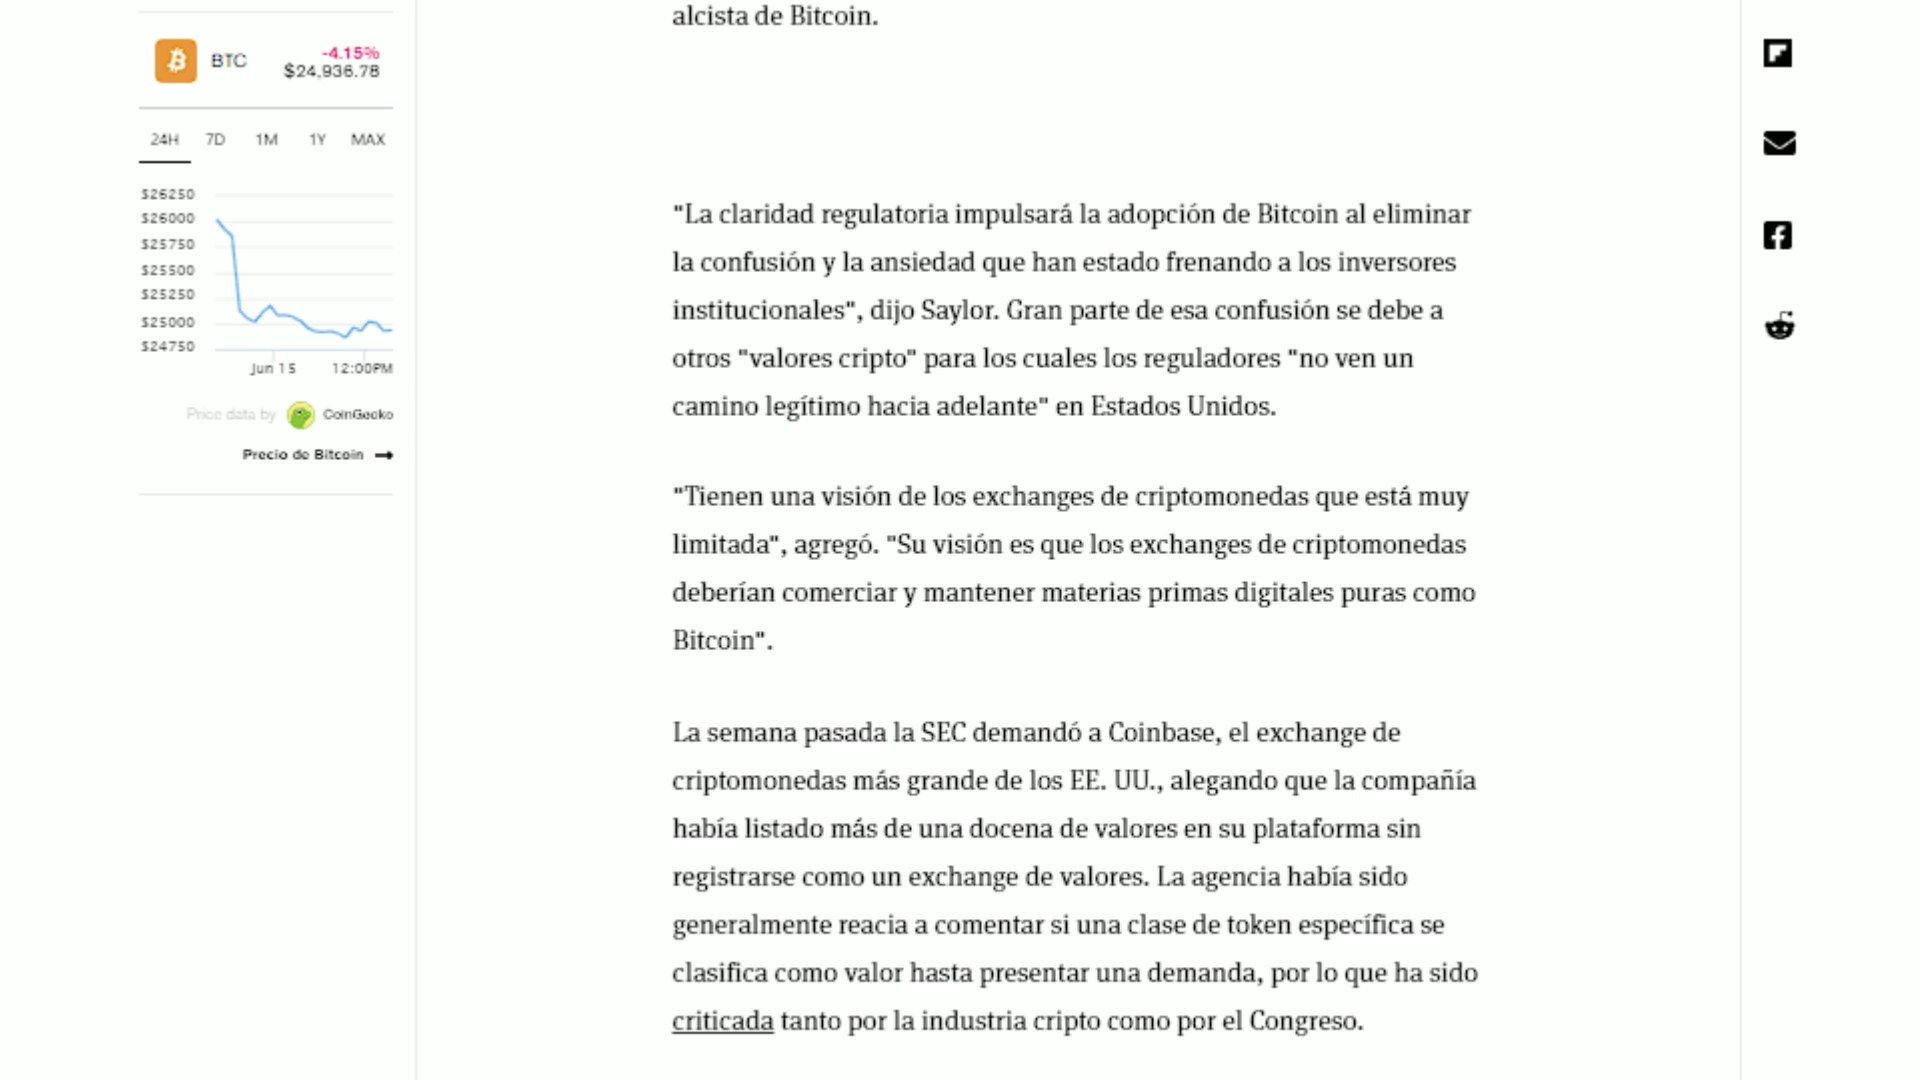 BTC
-4.15%
$24,936.78
24H 7D 1M 1Y MAX
$26250
$26000
$25750
$25500
$25250
$25000
$24750
Jun 15 12:00PM
Price data by CoinGecko
Precio de Bitcoin
alcista de Bitcoin.
"La claridad regulatoria impulsará la adopción de Bitcoin al eliminar
la confusión y la ansiedad que han estado frenando a los inversores
institucionales", dijo Saylor. Gran parte de esa confusión se debe a
otros "valores cripto" para los cuales los reguladores "no ven un
camino legítimo hacia adelante" en Estados Unidos.
"Tienen una visión de los exchanges de criptomonedas que está muy
limitada", agregó. "Su visión es que los exchanges de criptomonedas
deberían comerciar y mantener materias primas digitales puras como
Bitcoin".
La semana pasada la SEC demandó a Coinbase, el exchange de
criptomonedas más grande de los EE. UU., alegando que la compañía
había listado más de una docena de valores en su plataforma sin
registrarse como un exchange de valores. La agencia había sido
generalmente reacia a comentar si una clase de token específica se
clasifica como valor hasta presentar una demanda, por lo que ha sido
criticada tanto por la industria cripto como por el Congreso.